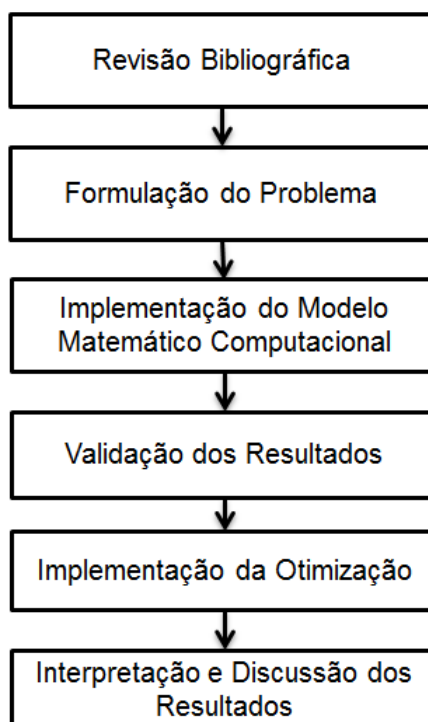 Revisão Bibliográfica
Formulação do Problema
Implementação do Modelo
Matemático Computacional
Validação dos Resultados
Implementação da Otimização
Interpretação e Discussão dos
Resultados